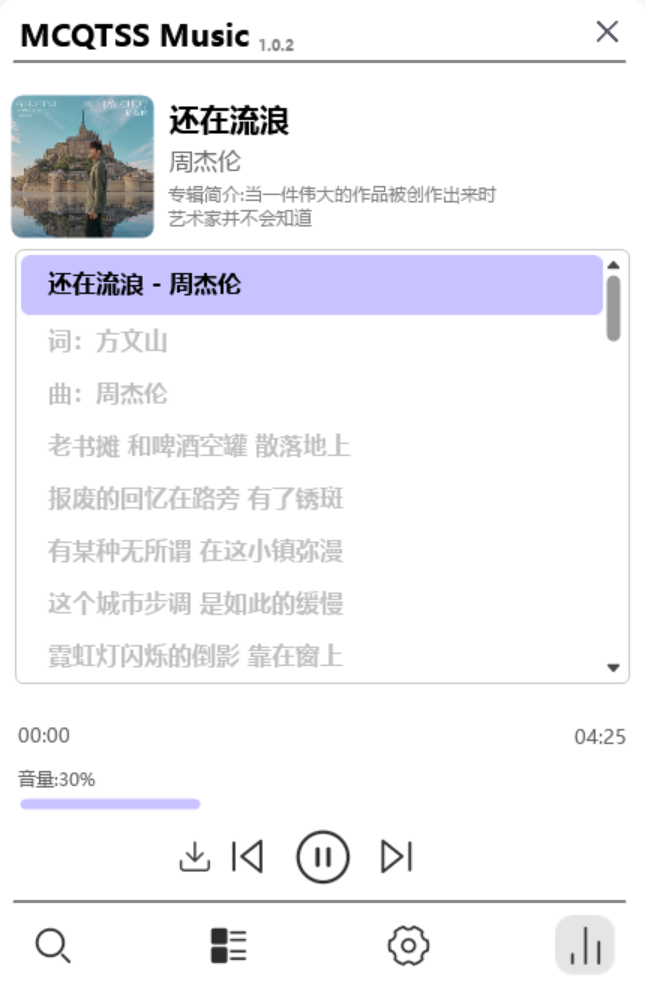 MCQTSS Music 1.0.2
还在流浪
周杰伦
专辑简介:当一件伟大的作品被创作出来时
艺术家并不会知道
还在流浪 - 周杰伦
词：方文山
曲：周杰伦
老书摊 和啤酒空罐 散落地上
报废的回忆在路旁 有了锈斑
有某种无所谓 在这小镇弥漫
这个城市步调 是如此的缓慢
霓虹灯闪烁的倒影 靠在窗上
00:00
04:25
音量:30%